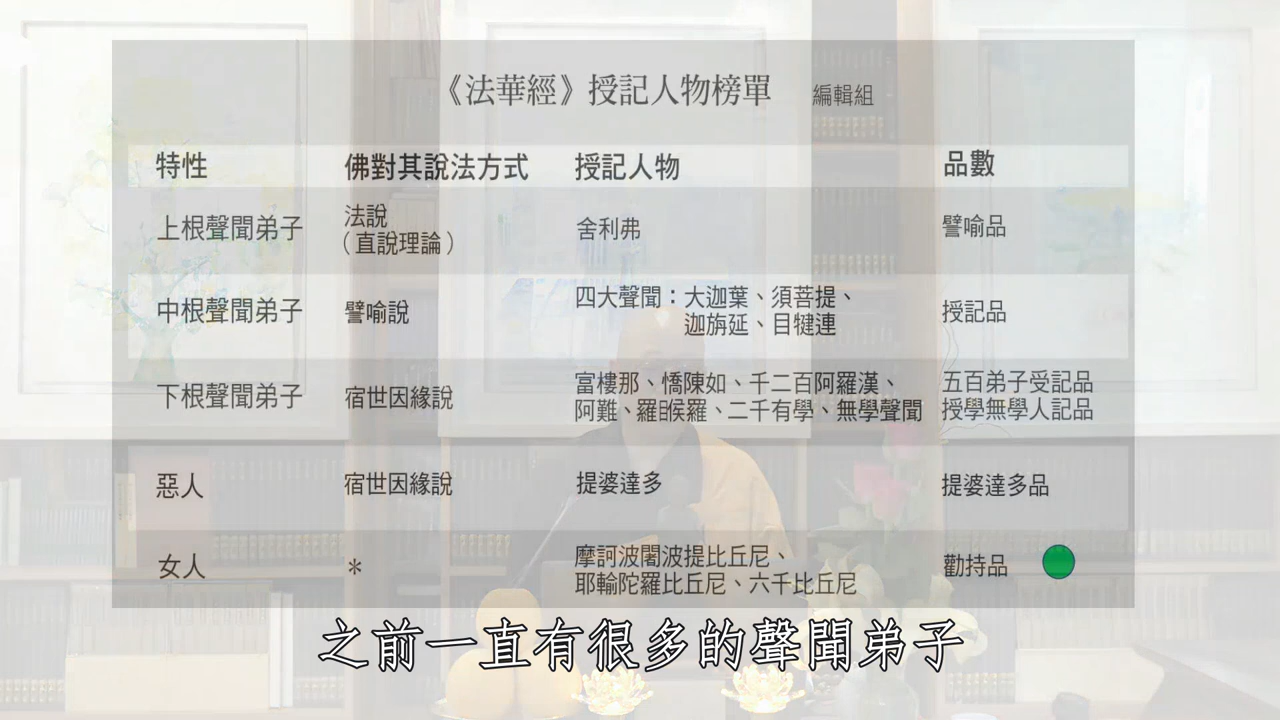 《法華經》授記人物榜單 編輯組
特性 佛對其說法方式 授記人物 品數
上根聲聞弟子 法說 舍利弗 譬喻品
(直說理論)
中根聲聞弟子 譬喻說 四大聲聞：大迦葉、須菩提、 授記品
迦旃延、目犍連
下根聲聞弟子 宿世因緣說 富樓那、憍陳如、千二百阿羅漢、 五百弟子受記品
阿難、羅睺羅、二千有學、無學聲聞 授學無學人記品
惡人 宿世因緣說 提婆達多 提婆達多品
女人 * 摩訶波闍波提比丘尼、 勸持品
耶輸陀羅比丘尼、六千比丘尼
之前一直有很多的聲聞弟子